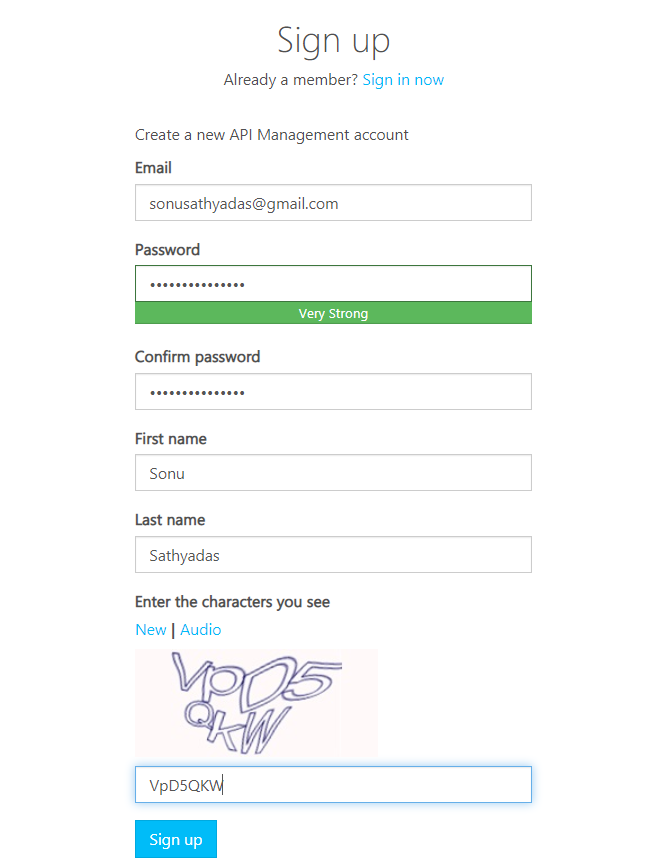 Sign up
Already a member? Sign in now
Create a new API Management account
Email
sonusathyadas@gmail.com
Password
•••••••••••••••
Very Strong
Confirm password
•••••••••••••••
First name
Sonu
Last name
Sathyadas
Enter the characters you see
New | Audio
VpD5
QKW
VpD5QKW
Sign up